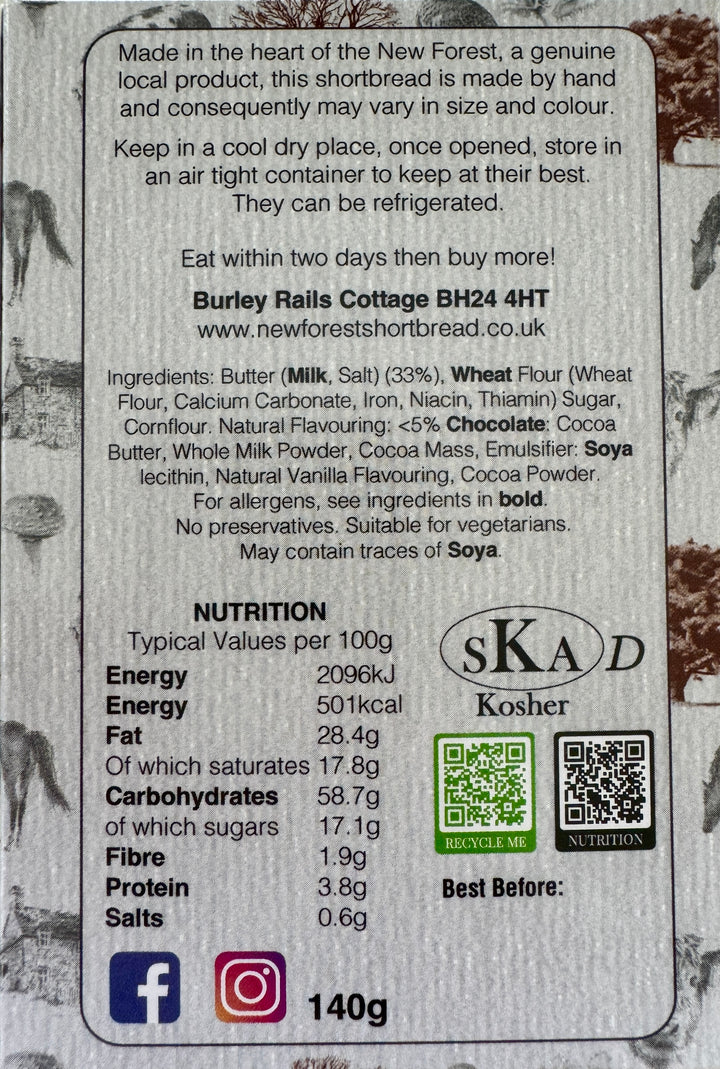 Made in the heart of the New Forest, a genuine
local product, this shortbread is made by hand
and consequently may vary in size and colour.
Keep in a cool dry place, once opened, store in
an air tight container to keep at their best.
They can be refrigerated.
Eat within two days then buy more!
Burley Rails Cottage BH24 4HT
www.newforestshortbread.co.uk
Ingredients: Butter (Milk, Salt) (33%), Wheat Flour (Wheat
Flour, Calcium Carbonate, Iron, Niacin, Thiamin) Sugar,
Cornflour. Natural Flavouring: <5% Chocolate: Cocoa
Butter, Whole Milk Powder, Cocoa Mass, Emulsifier: Soya
lecithin, Natural Vanilla Flavouring, Cocoa Powder.
For allergens, see ingredients in bold.
No preservatives. Suitable for vegetarians.
May contain traces of Soya.
NUTRITION
Typical Values per 100g
Energy 2096kJ
Energy 501kcal
Fat 28.4g
Of which saturates 17.8g
Carbohydrates 58.7g
of which sugars 17.1g
Fibre 1.9g
Protein 3.8g
Salts 0.6g
SKA D
Kosher
RECYCLE ME
NUTRITION
Best Before:
140g